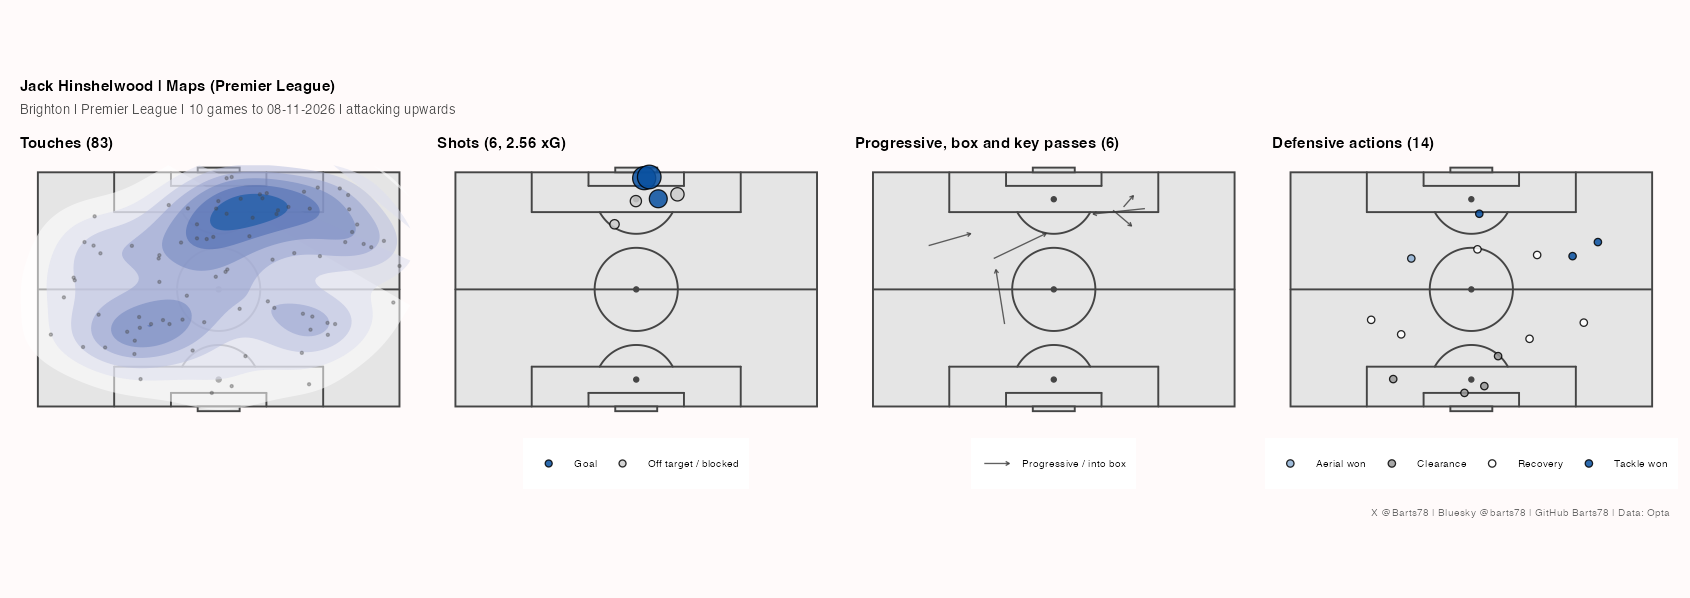 Jack Hinshelwood | Maps (Premier League)
Brighton | Premier League | 10 games to 08-11-2026 | attacking upwards
Touches (83)
Shots (6, 2.56 xG)
Progressive, box and key passes (6)
Defensive actions (14)
Goal
Off target / blocked
Progressive / into box
Aerial won
Clearance
Recovery
Tackle won
X @Barts78 | Bluesky @barts78 | GitHub Barts78 | Data: Opta